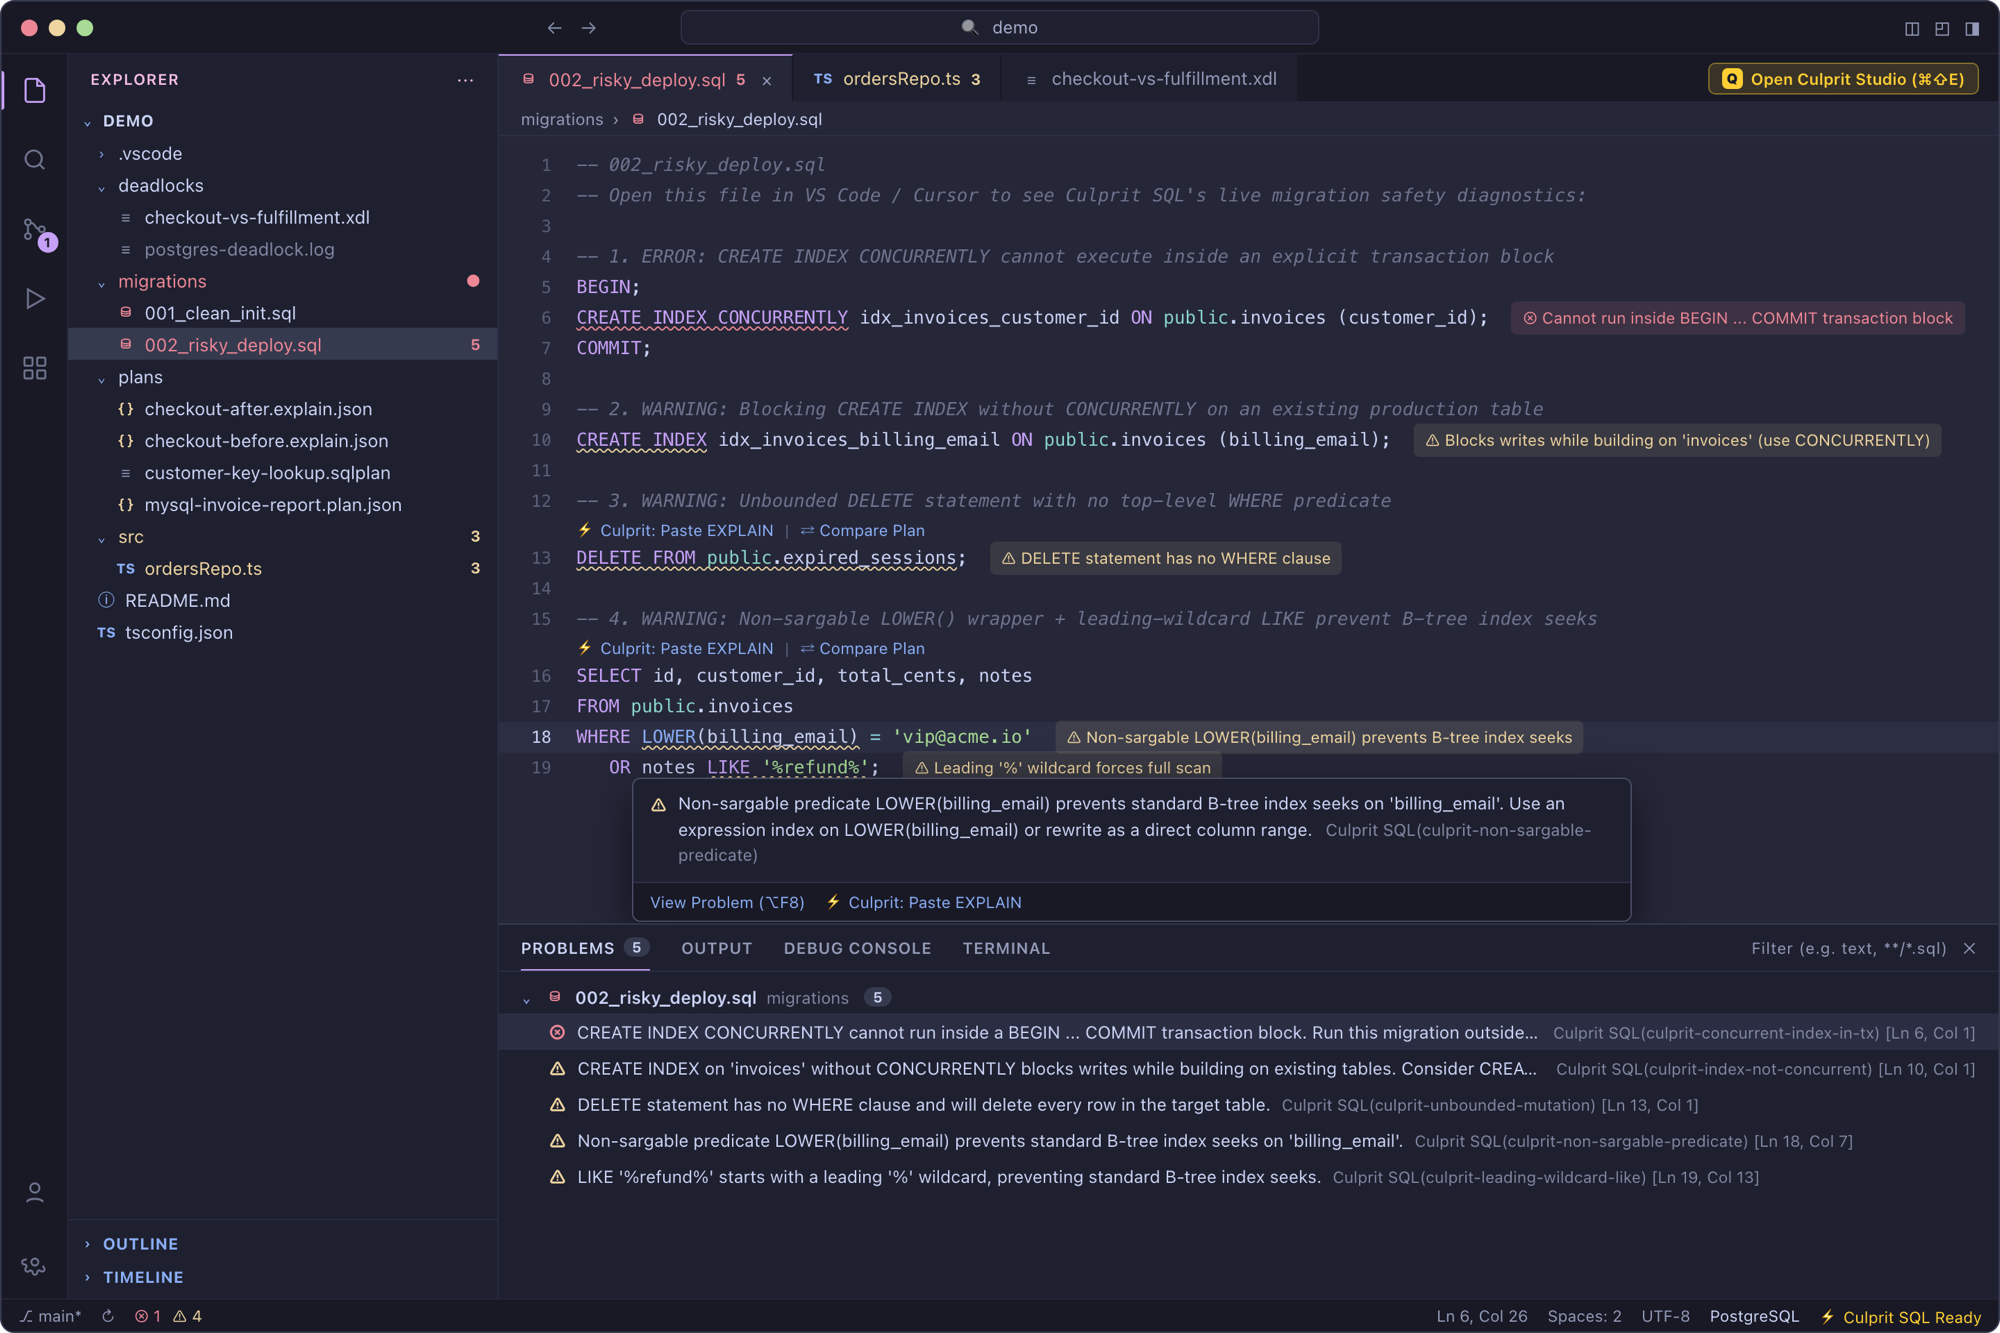 demo
EXPLORER
DEMO
.vscode
deadlocks
checkout-vs-fulfillment.xdl
postgres-deadlock.log
migrations
001_clean_init.sql
002_risky_deploy.sql 5
plans
{} checkout-after.explain.json
{} checkout-before.explain.json
customer-key-lookup.sqlplan
{} mysql-invoice-report.plan.json
src 3
TS ordersRepo.ts 3
README.md
TS tsconfig.json
OUTLINE
TIMELINE
1
002_risky_deploy.sql 5 ×
TS ordersRepo.ts 3
checkout-vs-fulfillment.xdl
Q Open Culprit Studio (⌘⇧E)
migrations › 002_risky_deploy.sql
1 -- 002_risky_deploy.sql
2 -- Open this file in VS Code / Cursor to see Culprit SQL's live migration safety diagnostics:
3
4 -- 1. ERROR: CREATE INDEX CONCURRENTLY cannot execute inside an explicit transaction block
5 BEGIN;
6 CREATE INDEX CONCURRENTLY idx_invoices_customer_id ON public.invoices (customer_id); Cannot run inside BEGIN ... COMMIT transaction block
7 COMMIT;
8
9 -- 2. WARNING: Blocking CREATE INDEX without CONCURRENTLY on an existing production table
10 CREATE INDEX idx_invoices_billing_email ON public.invoices (billing_email); ⚠ Blocks writes while building on 'invoices' (use CONCURRENTLY)
11
12 -- 3. WARNING: Unbounded DELETE statement with no top-level WHERE predicate
⚡ Culprit: Paste EXPLAIN | ⇄ Compare Plan
13 DELETE FROM public.expired_sessions; ⚠ DELETE statement has no WHERE clause
14
15 -- 4. WARNING: Non-sargable LOWER() wrapper + leading-wildcard LIKE prevent B-tree index seeks
⚡ Culprit: Paste EXPLAIN | ⇄ Compare Plan
16 SELECT id, customer_id, total_cents, notes
17 FROM public.invoices
18 WHERE LOWER(billing_email) = 'vip@acme.io' ⚠ Non-sargable LOWER(billing_email) prevents B-tree index seeks
19 OR notes LIKE '%refund%'; ⚠ Leading '%' wildcard forces full scan
⚠ Non-sargable predicate LOWER(billing_email) prevents standard B-tree index seeks on 'billing_email'. Use an
expression index on LOWER(billing_email) or rewrite as a direct column range. Culprit SQL(culprit-non-sargable-
predicate)
View Problem (⌥F8) ⚡ Culprit: Paste EXPLAIN
PROBLEMS 5 OUTPUT DEBUG CONSOLE TERMINAL Filter (e.g. text, **/*.sql)
002_risky_deploy.sql migrations 5
CREATE INDEX CONCURRENTLY cannot run inside a BEGIN ... COMMIT transaction block. Run this migration outside... Culprit SQL(culprit-concurrent-index-in-tx) [Ln 6, Col 1]
⚠ CREATE INDEX on 'invoices' without CONCURRENTLY blocks writes while building on existing tables. Consider CREA... Culprit SQL(culprit-index-not-concurrent) [Ln 10, Col 1]
⚠ DELETE statement has no WHERE clause and will delete every row in the target table. Culprit SQL(culprit-unbounded-mutation) [Ln 13, Col 1]
⚠ Non-sargable predicate LOWER(billing_email) prevents standard B-tree index seeks on 'billing_email'. Culprit SQL(culprit-non-sargable-predicate) [Ln 18, Col 7]
⚠ LIKE '%refund%' starts with a leading '%' wildcard, preventing standard B-tree index seeks. Culprit SQL(culprit-leading-wildcard-like) [Ln 19, Col 13]
main* 1 ⚠ 4 Ln 6, Col 26 Spaces: 2 UTF-8 PostgreSQL ⚡ Culprit SQL Ready